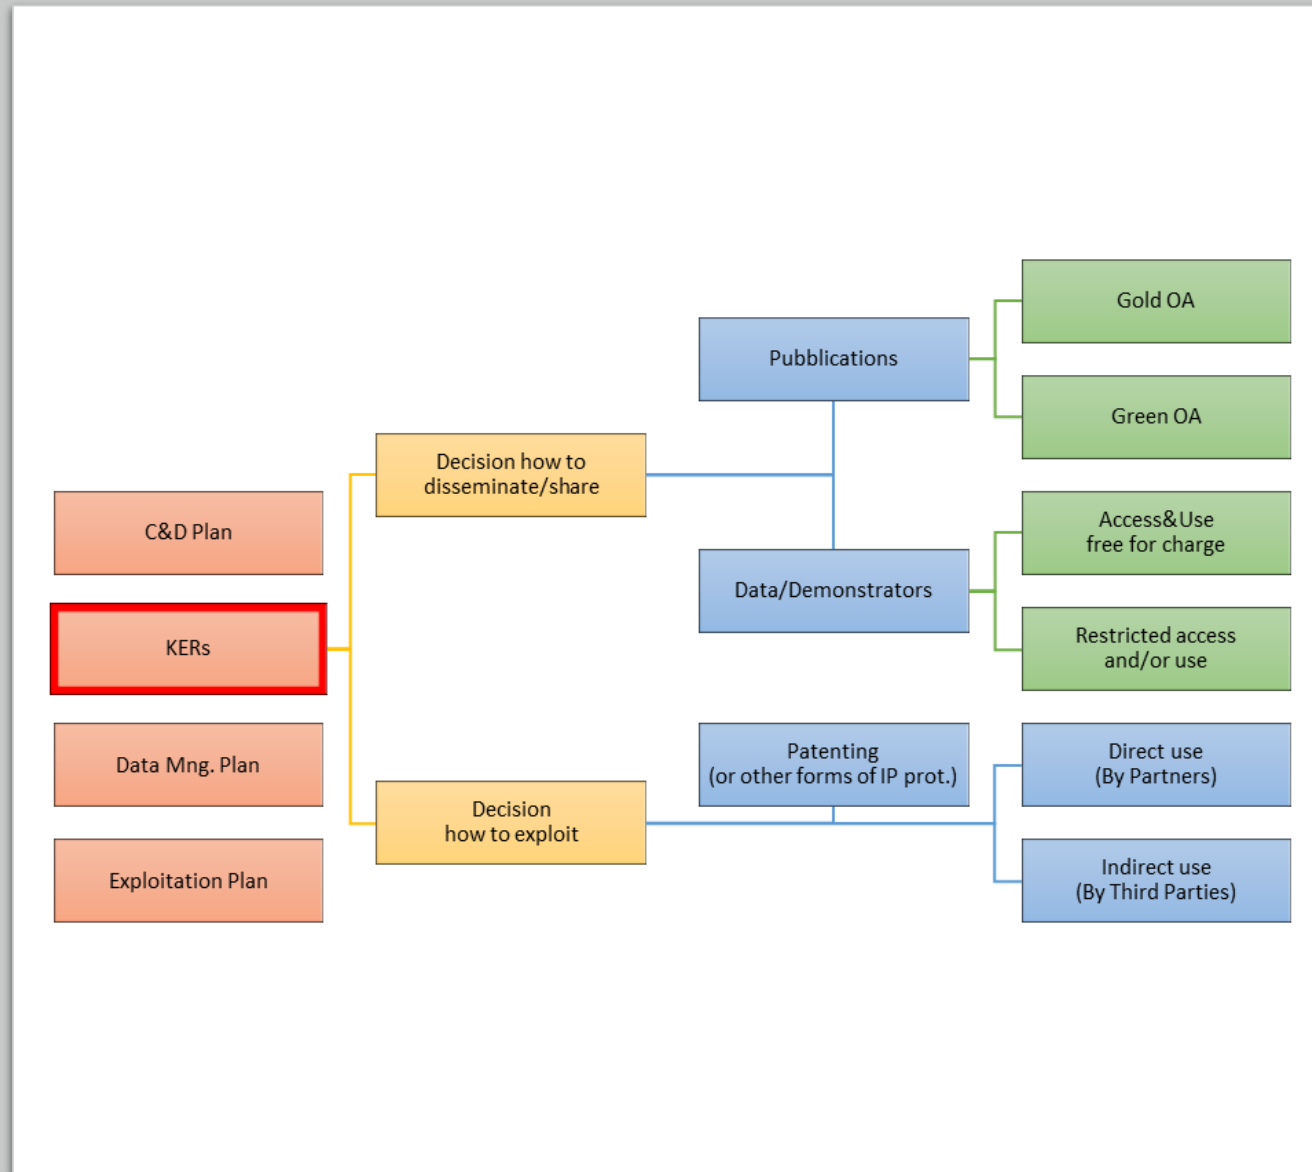 C&D Plan
KERs
Data Mng. Plan
Exploitation Plan
Decision how to
disseminate/share
Decision
how to exploit
Pubblications
Data/Demonstrators
Patenting
(or other forms of IP prot.)
Gold OA
Green OA
Access&Use
free for charge
Restricted access
and/or use
Direct use
(By Partners)
Indirect use
(By Third Parties)